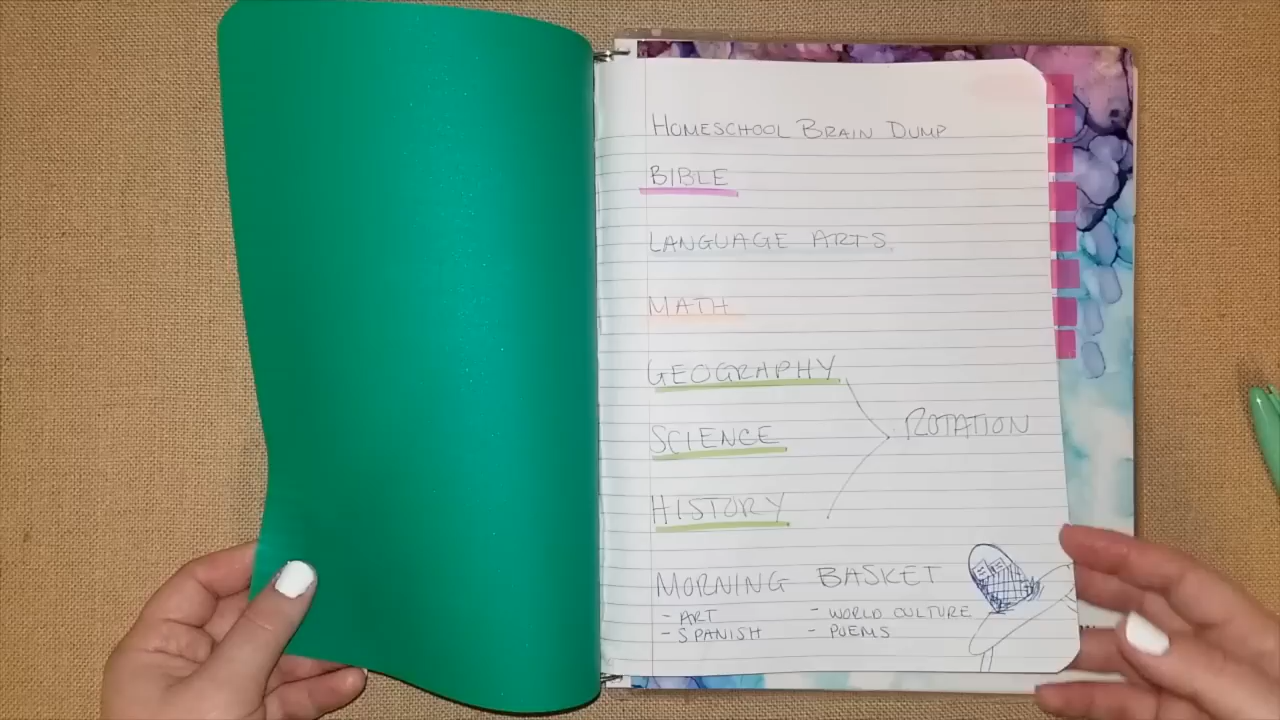 HOMESCHOOL BRAIN DUMP
BIBLE
LANGUAGE ARTS
MATH
GEOGRAPHY
SCIENCE
ROTATION
HISTORY
MORNING BASKET
- ART - WORLD CULTURE
- SPANISH - POEMS